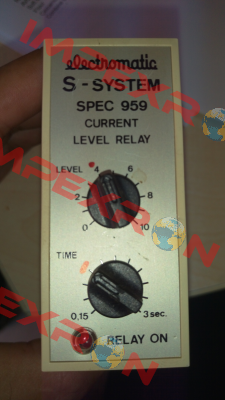 electromatic
S-SYSTEM
SPEC 959
CURRENT
LEVEL RELAY
LEVEL 4 6
2 8
0 10
TIME
0,15 3 sec.
RELAY ON
IMPEXRON